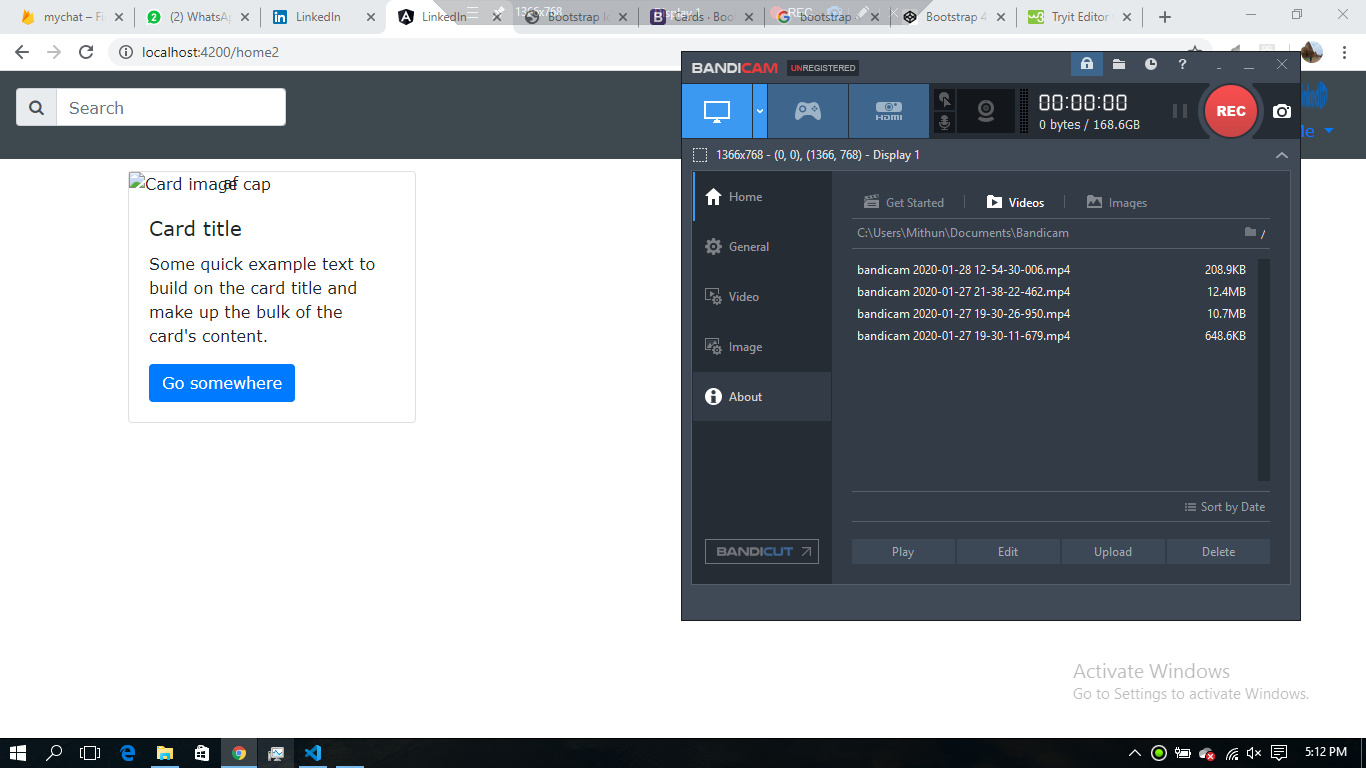 mychat – Fi
(2) WhatsA
LinkedIn
LinkedIn
1366x768
Bootstrap Ic
Display 1
Cards · Boo
bootstrap -
REC
Bootstrap 4
Tryit Editor
localhost:4200/home2
Search
le
af
Card image cap
Card title
Some quick example text to
build on the card title and
make up the bulk of the
card's content.
Go somewhere
BANDICAM UNREGISTERED
HDMI
00:00:00
0 bytes / 168.6GB
REC
1366x768 - (0, 0), (1366, 768) - Display 1
Home
General
Video
Image
About
BANDICUT
Get Started
Videos
Images
C:\Users\Mithun\Documents\Bandicam
/
bandicam 2020-01-28 12-54-30-006.mp4 208.9KB
bandicam 2020-01-27 21-38-22-462.mp4 12.4MB
bandicam 2020-01-27 19-30-26-950.mp4 10.7MB
bandicam 2020-01-27 19-30-11-679.mp4 648.6KB
Sort by Date
Play
Edit
Upload
Delete
Activate Windows
Go to Settings to activate Windows.
5:12 PM